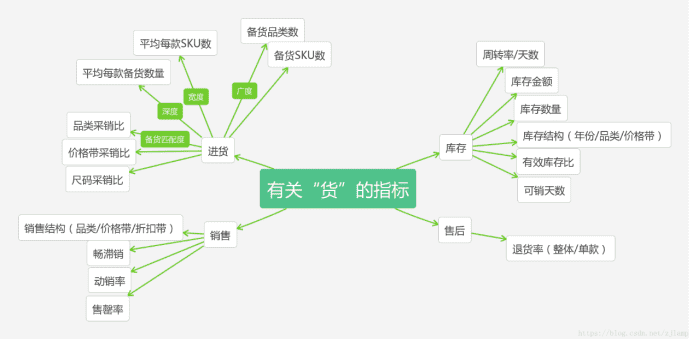 平均每款SKU数
备货品类数
备货SKU数
平均每款备货数量
广度
宽度
深度
品类采销比
备货匹配度
价格带采销比
进货
尺码采销比
周转率/天数
库存金额
库存数量
库存结构（年份/品类/价格带）
库存
有效库存比
可销天数
有关“货”的指标
销售结构（品类/价格带/折扣带）
销售
畅滞销
动销率
售罄率
售后
退货率（整体/单款）